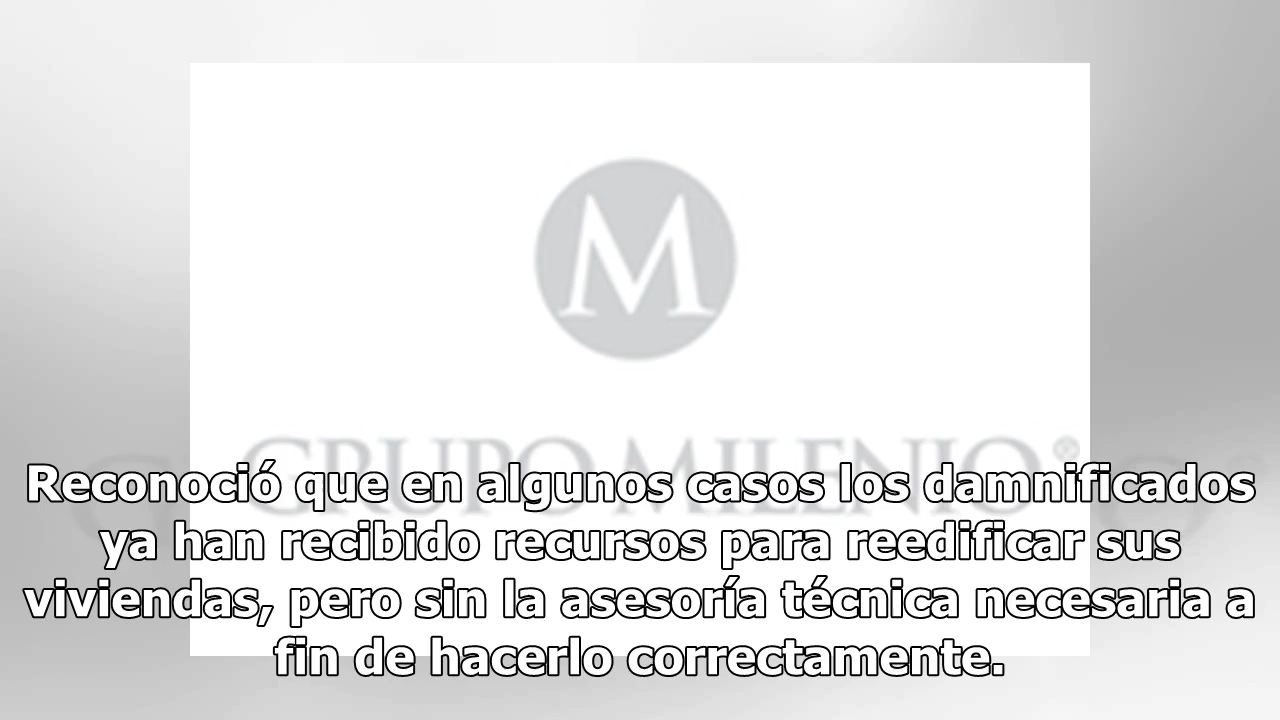 M
GRUPO MILENIO®
Reconoció que en algunos casos los damnificados
ya han recibido recursos para reedificar sus
viviendas, pero sin la asesoría técnica necesaria a
fin de hacerlo correctamente.